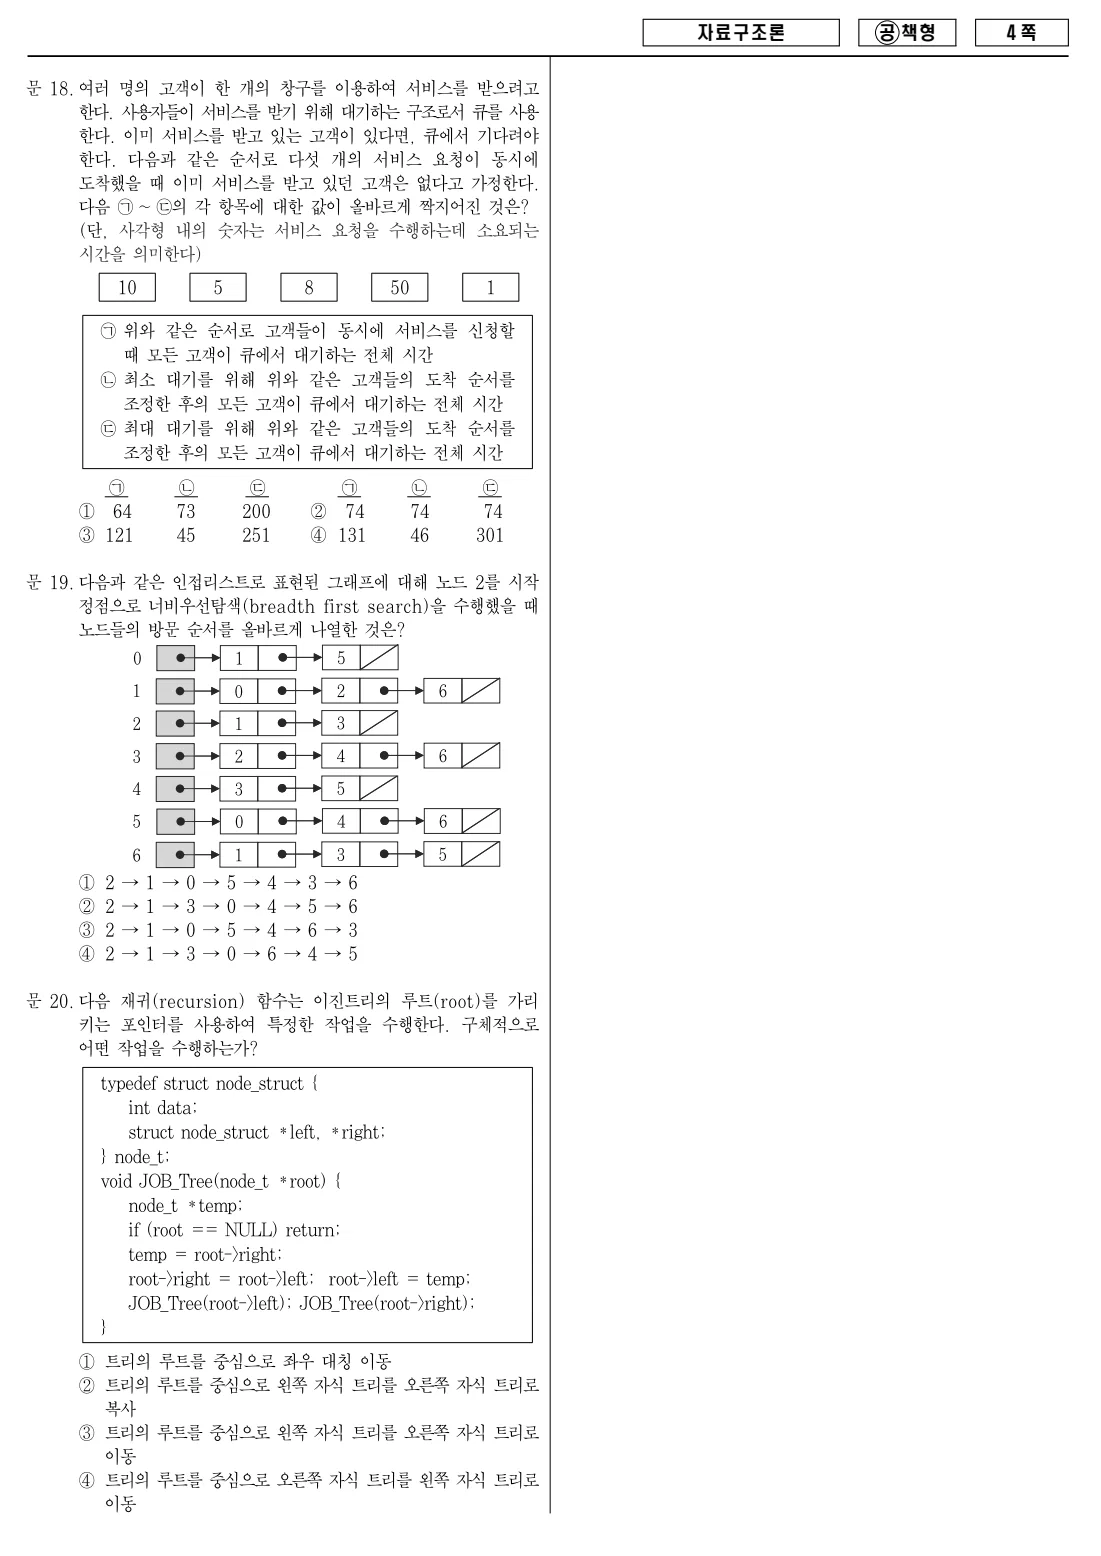 자료구조론 ㉾책형 4쪽
문 18. 여러 명의 고객이 한 개의 창구를 이용하여 서비스를 받으려고
한다. 사용자들이 서비스를 받기 위해 대기하는 구조로서 큐를 사용
한다. 이미 서비스를 받고 있는 고객이 있다면, 큐에서 기다려야
한다. 다음과 같은 순서로 다섯 개의 서비스 요청이 동시에
도착했을 때 이미 서비스를 받고 있던 고객은 없다고 가정한다.
다음 ㉠ ~ ㉢의 각 항목에 대한 값이 올바르게 짝지어진 것은?
(단, 사각형 내의 숫자는 서비스 요청을 수행하는데 소요되는
시간을 의미한다)
10 5 8 50 1
㉠ 위와 같은 순서로 고객들이 동시에 서비스를 신청할
때 모든 고객이 큐에서 대기하는 전체 시간
㉡ 최소 대기를 위해 위와 같은 고객들의 도착 순서를
조정한 후의 모든 고객이 큐에서 대기하는 전체 시간
㉢ 최대 대기를 위해 위와 같은 고객들의 도착 순서를
조정한 후의 모든 고객이 큐에서 대기하는 전체 시간
㉠ ㉡ ㉢ ㉠ ㉡ ㉢
① 64 73 200 ② 74 74 74
③ 121 45 251 ④ 131 46 301
문 19. 다음과 같은 인접리스트로 표현된 그래프에 대해 노드 2를 시작
정점으로 너비우선탐색(breadth first search)을 수행했을 때
노드들의 방문 순서를 올바르게 나열한 것은?
0 1 5
1 0 2 6
2 1 3
3 2 4 6
4 3 5
5 0 4 6
6 1 3 5
① 2 → 1 → 0 → 5 → 4 → 3 → 6
② 2 → 1 → 3 → 0 → 4 → 5 → 6
③ 2 → 1 → 0 → 5 → 4 → 6 → 3
④ 2 → 1 → 3 → 0 → 6 → 4 → 5
문 20. 다음 재귀(recursion) 함수는 이진트리의 루트(root)를 가리
키는 포인터를 사용하여 특정한 작업을 수행한다. 구체적으로
어떤 작업을 수행하는가?
typedef struct node_struct {
int data;
struct node_struct *left, *right;
} node_t;
void JOB_Tree(node_t *root) {
node_t *temp;
if (root == NULL) return;
temp = root->right;
root->right = root->left; root->left = temp;
JOB_Tree(root->left); JOB_Tree(root->right);
}
① 트리의 루트를 중심으로 좌우 대칭 이동
② 트리의 루트를 중심으로 왼쪽 자식 트리를 오른쪽 자식 트리로
복사
③ 트리의 루트를 중심으로 왼쪽 자식 트리를 오른쪽 자식 트리로
이동
④ 트리의 루트를 중심으로 오른쪽 자식 트리를 왼쪽 자식 트리로
이동